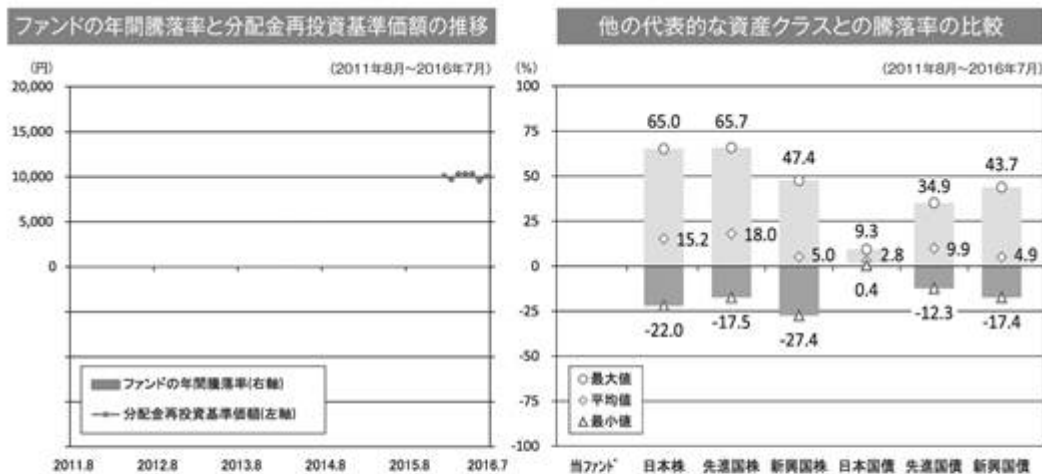 ファンドの年間騰落率と分配金再投資基準価額の推移
(円)
(2011年8月～2016年7月)
20,000
15,000
10,000
5,000
0
ファンドの年間騰落率(右軸)
分配金再投資基準価額(左軸)
2011.8 2012.8 2013.8 2014.8 2015.8 2016.7
他の代表的な資産クラスとの騰落率の比較
(%)
(2011年8月～2016年7月)
100
75
50
25
0
-25
-50
-75
-100
65.0 65.7 47.4 9.3 34.9 43.7
15.2 18.0 5.0 2.8 9.9 4.9
-22.0 -17.5 -27.4 0.4 -12.3 -17.4
最大値
平均値
最小値
当ファンド 日本株 先進国株 新興国株 日本国債 先進国債 新興国債